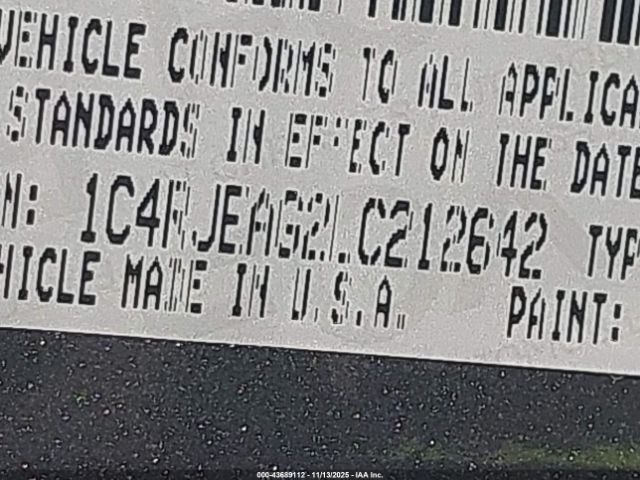 VEHICLE CONFORMS TO ALL APPLICA
STANDARDS IN EFFECT ON THE DATE
N: 1C4RJEAG2LC212642 TYP
HICLE MADE IN U.S.A. PAINT:
000-43689112 - 11/13/2025 - IAA Inc.